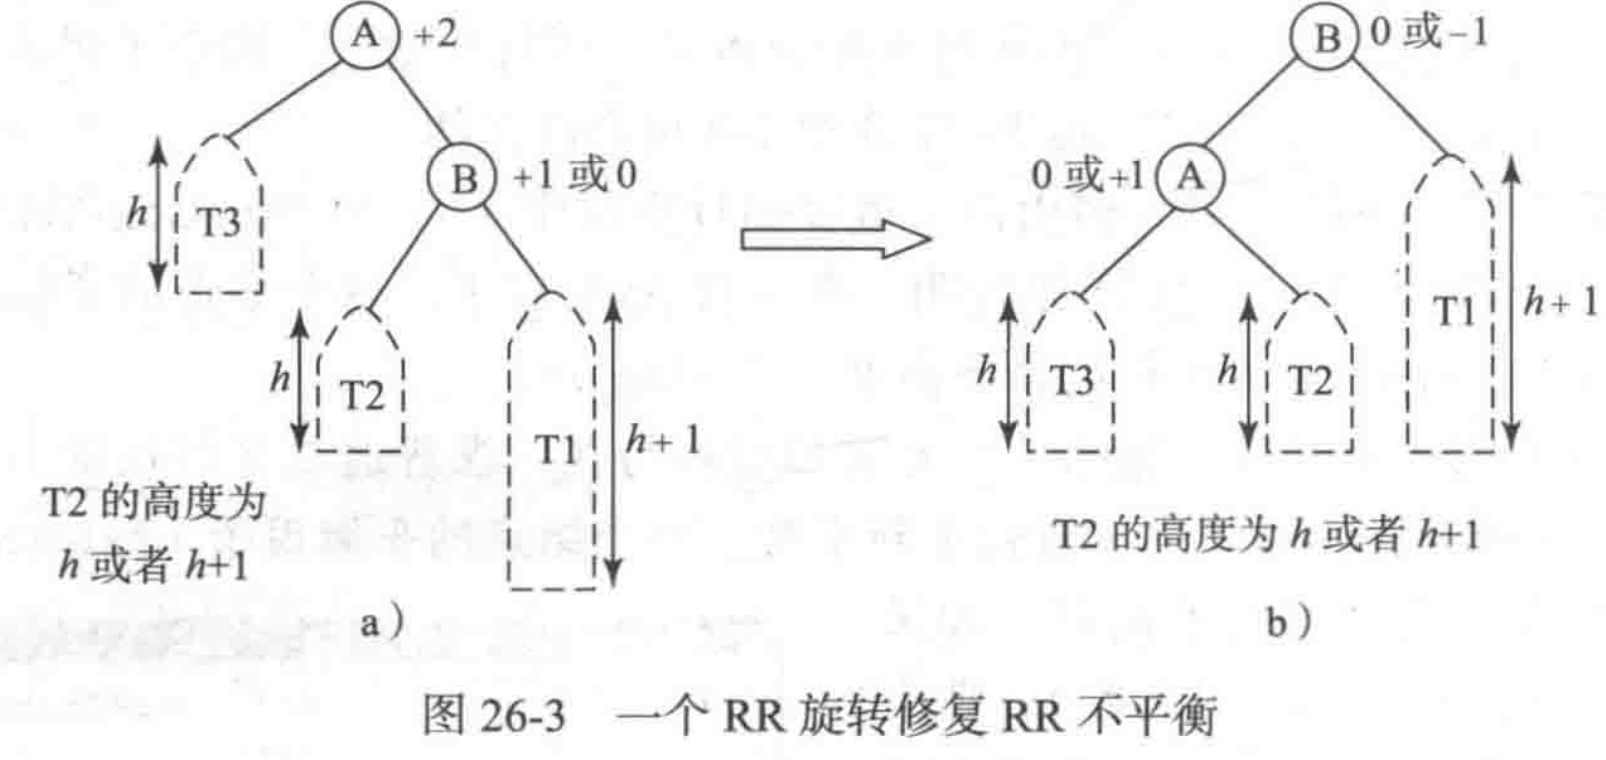 A +2
B 0 或-1
h T3
B +1 或 0
0 或+1 A
h T2
T1 h+1
h T3
h T2
T1 h+1
T2 的高度为
h 或者 h+1
T2 的高度为 h 或者 h+1
a)
b)
图 26-3 一个 RR 旋转修复 RR 不平衡